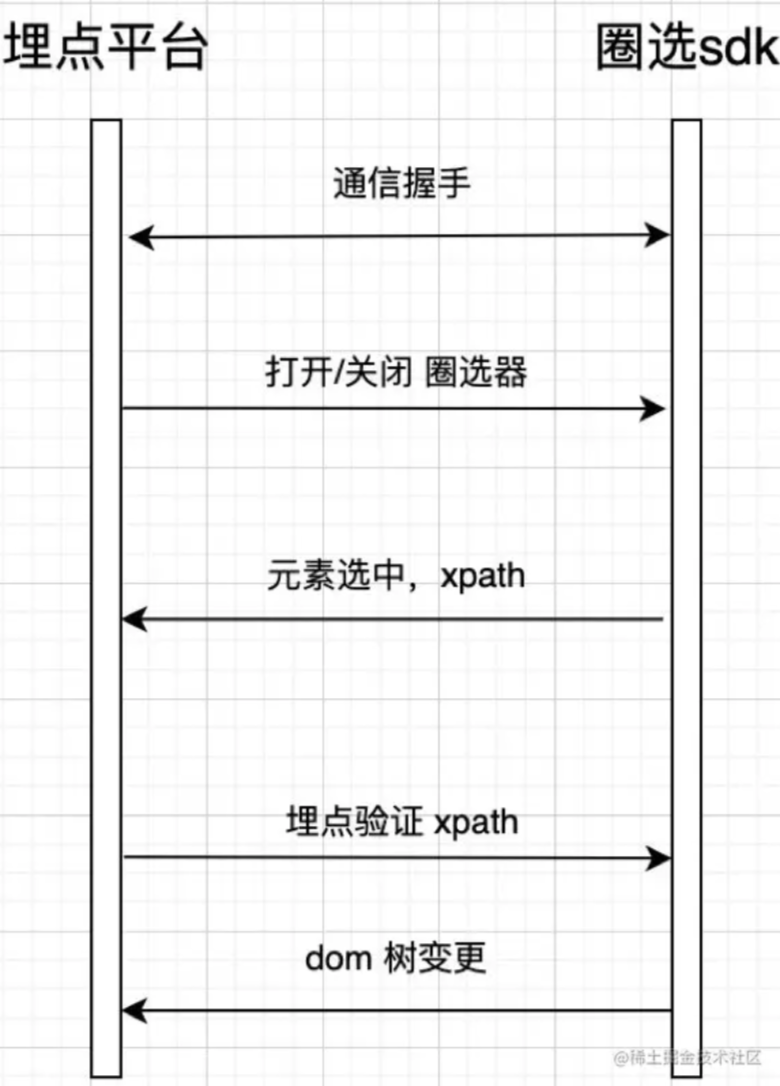 埋点平台
圈选sdk
通信握手
打开/关闭 圈选器
元素选中，xpath
埋点验证 xpath
dom 树变更
@稀土掘金技术社区